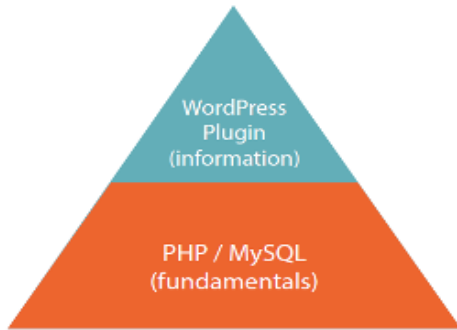 WordPress
Plugin
(information)
PHP / MySQL
(fundamentals)